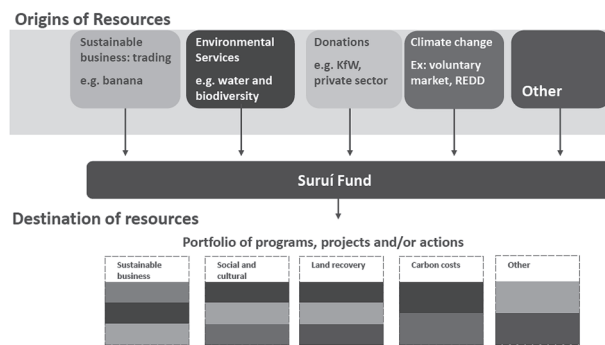 Origins of Resources
Sustainable
business: trading
e.g. banana
Environmental
Services
e.g. water and
biodiversity
Donations
e.g. KfW,
private sector
Climate change
Ex: voluntary
market, REDD
Other
Suruí Fund
Destination of resources
Portfolio of programs, projects and/or actions
Sustainable
business
Social and
cultural
Land recovery
Carbon costs
Other